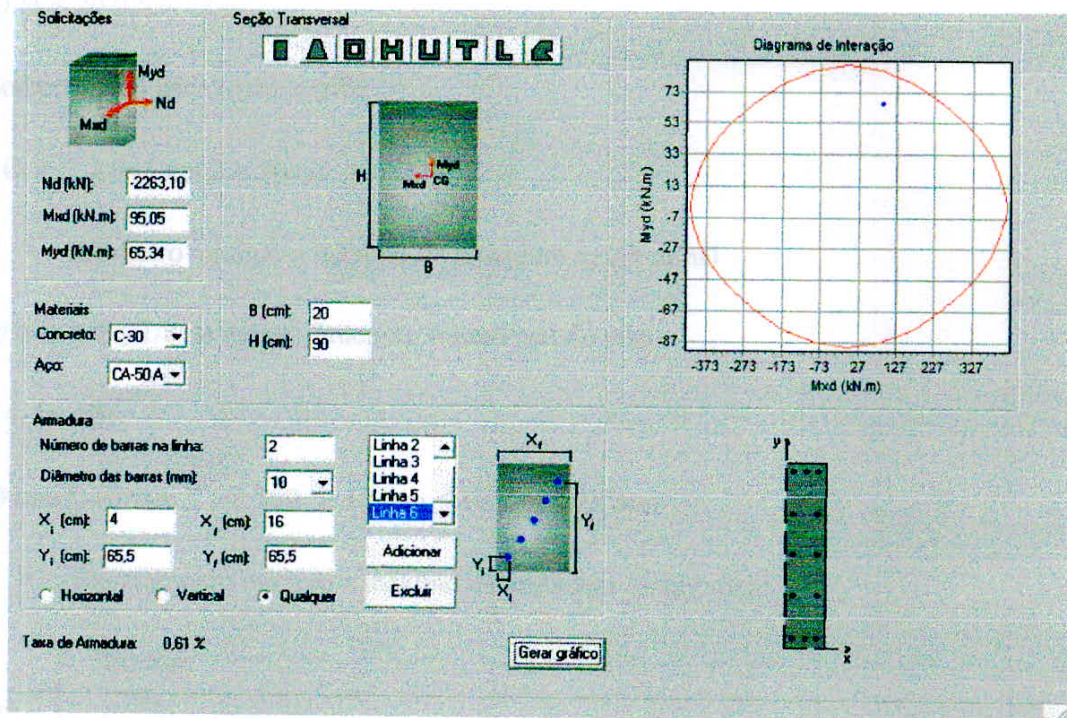 Solicitações
Myd
Nd
Mxd
Nd (kN): -2263,10
Mxd (kN.m): 95,05
Myd (kN.m): 65,34
Seção Transversal
H
Myd
Mxd CG
B
B (cm): 20
H (cm): 90
Diagrama de Interação
Myd (kN.m)
73
53
33
13
-7
-27
-47
-67
-87
-373 -273 -173 -73 27 127 227 327
Mxd (kN.m)
Materiais
Concreto: C-30
Aço: CA-50 A
Armadura
Número de barras na linha: 2
Diâmetro das barras (mm): 10
Xi (cm): 4 Xf (cm): 16
Yi (cm): 65,5 Yf (cm): 65,5
Horizontal Vertical Qualquer
Linha 2
Linha 3
Linha 4
Linha 5
Linha 6
Adicionar
Excluir
Xf
Yf
Yi
Xi
y
x
Taxa de Armadura: 0,61 %
Gerar gráfico